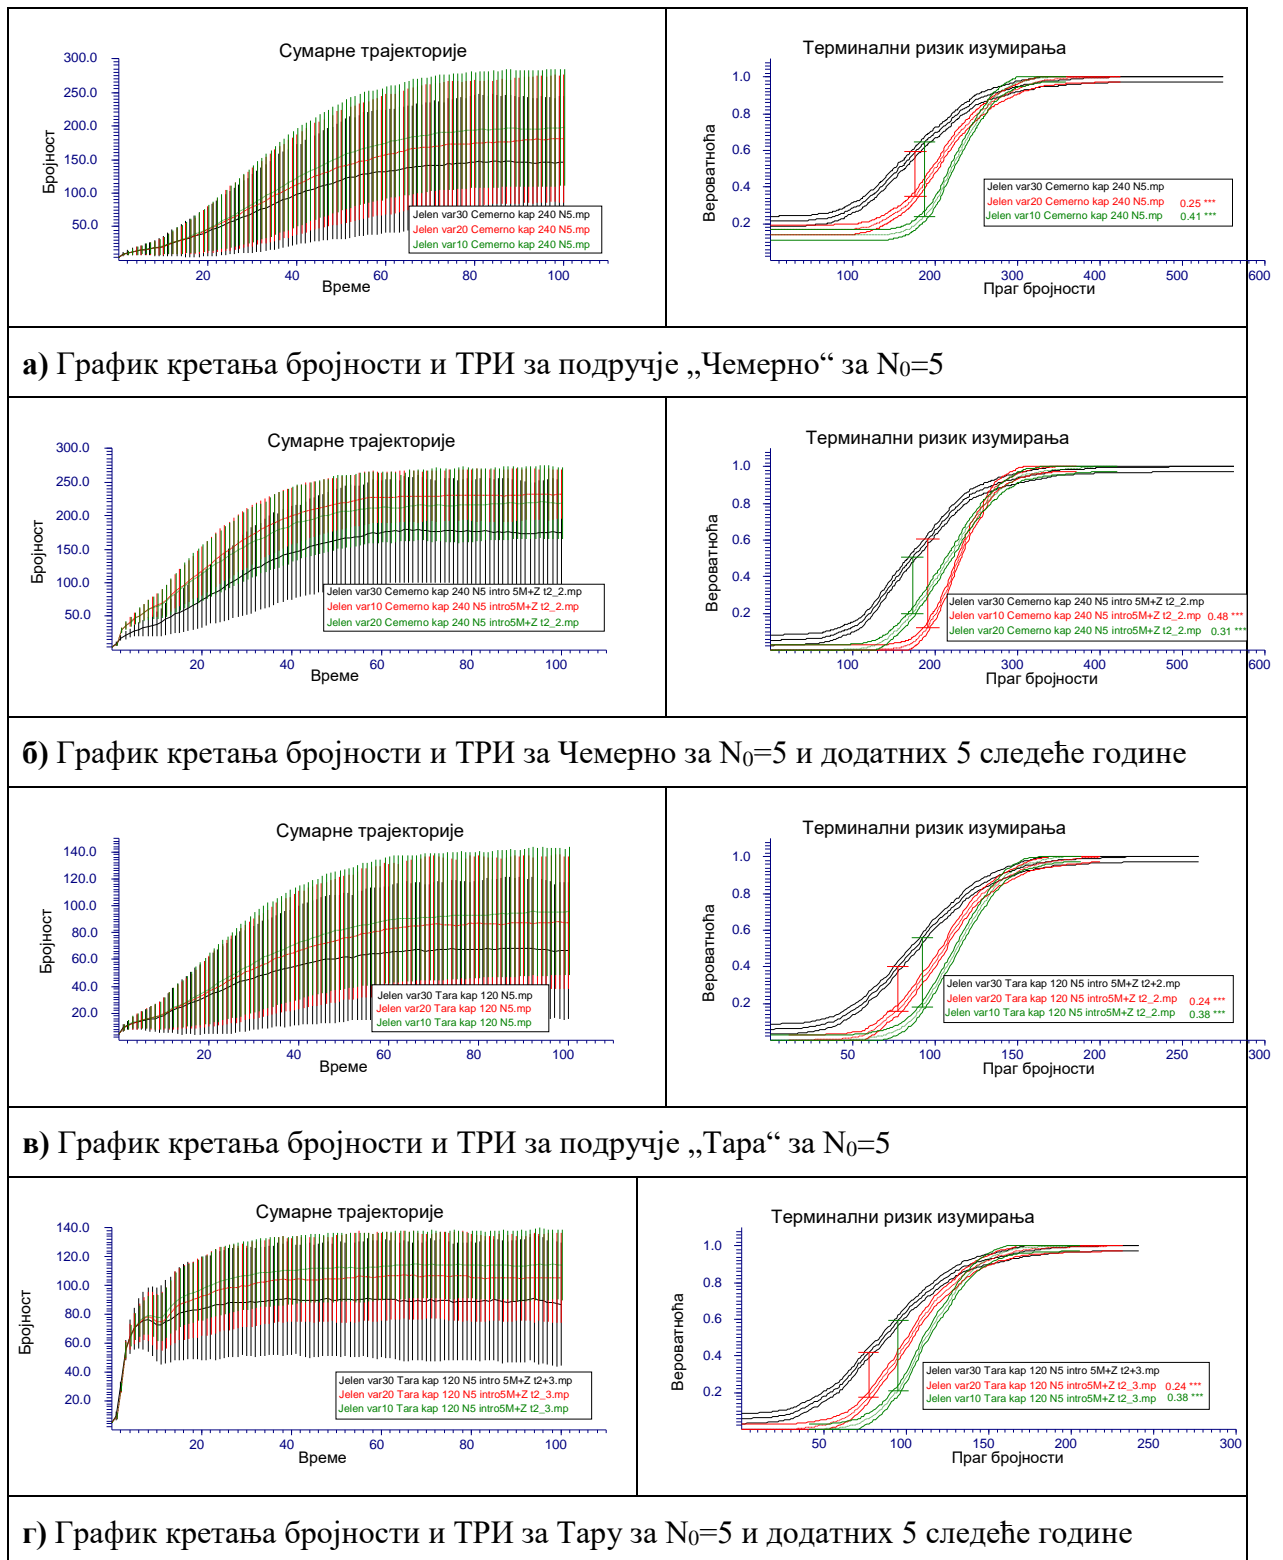 Сумарне трајекторије
300.0
250.0
200.0
150.0
100.0
50.0
Бројност
Jelen var30 Cemerno kap 240 N5.mp
Jelen var20 Cemerno kap 240 N5.mp
Jelen var10 Cemerno kap 240 N5.mp
20 40 60 80 100
Време
Терминални ризик изумирања
1.0
0.8
0.6
0.4
0.2
Вероватноћа
Jelen var30 Cemerno kap 240 N5.mp
Jelen var20 Cemerno kap 240 N5.mp 0.25 ***
Jelen var10 Cemerno kap 240 N5.mp 0.41 ***
100 200 300 400 500 600
Праг бројности
а) График кретања бројности и ТРИ за подручје „Чемерно“ за N0=5
Сумарне трајекторије
300.0
250.0
200.0
150.0
100.0
50.0
Бројност
Jelen var30 Cemerno kap 240 N5 intro 5M+Z t2_2.mp
Jelen var10 Cemerno kap 240 N5 intro5M+Z t2_2.mp
Jelen var20 Cemerno kap 240 N5 intro5M+Z t2_2.mp
20 40 60 80 100
Време
Терминални ризик изумирања
1.0
0.8
0.6
0.4
0.2
Вероватноћа
Jelen var30 Cemerno kap 240 N5 intro 5M+Z t2_2.mp
Jelen var10 Cemerno kap 240 N5 intro5M+Z t2_2.mp 0.48 ***
Jelen var20 Cemerno kap 240 N5 intro5M+Z t2_2.mp 0.31 ***
100 200 300 400 500 600
Праг бројности
б) График кретања бројности и ТРИ за Чемерно за N0=5 и додатних 5 следеће године
Сумарне трајекторије
140.0
120.0
100.0
80.0
60.0
40.0
20.0
Бројност
Jelen var30 Tara kap 120 N5.mp
Jelen var20 Tara kap 120 N5.mp
Jelen var10 Tara kap 120 N5.mp
20 40 60 80 100
Време
Терминални ризик изумирања
1.0
0.8
0.6
0.4
0.2
Вероватноћа
Jelen var30 Tara kap 120 N5 intro 5M+Z t2+2.mp
Jelen var20 Tara kap 120 N5 intro5M+Z t2_2.mp 0.24 ***
Jelen var10 Tara kap 120 N5 intro5M+Z t2_2.mp 0.38 ***
50 100 150 200 250 300
Праг бројности
в) График кретања бројности и ТРИ за подручје „Тара“ за N0=5
Сумарне трајекторије
140.0
120.0
100.0
80.0
60.0
40.0
20.0
Бројност
Jelen var30 Tara kap 120 N5 intro 5M+Z t2+3.mp
Jelen var20 Tara kap 120 N5 intro5M+Z t2_3.mp
Jelen var10 Tara kap 120 N5 intro5M+Z t2_3.mp
20 40 60 80 100
Време
Терминални ризик изумирања
1.0
0.8
0.6
0.4
0.2
Вероватноћа
Jelen var30 Tara kap 120 N5 intro 5M+Z t2+3.mp
Jelen var20 Tara kap 120 N5 intro5M+Z t2_3.mp 0.24 ***
Jelen var10 Tara kap 120 N5 intro5M+Z t2_3.mp 0.38 ***
50 100 150 200 250 300
Праг бројности
г) График кретања бројности и ТРИ за Тару за N0=5 и додатних 5 следеће године